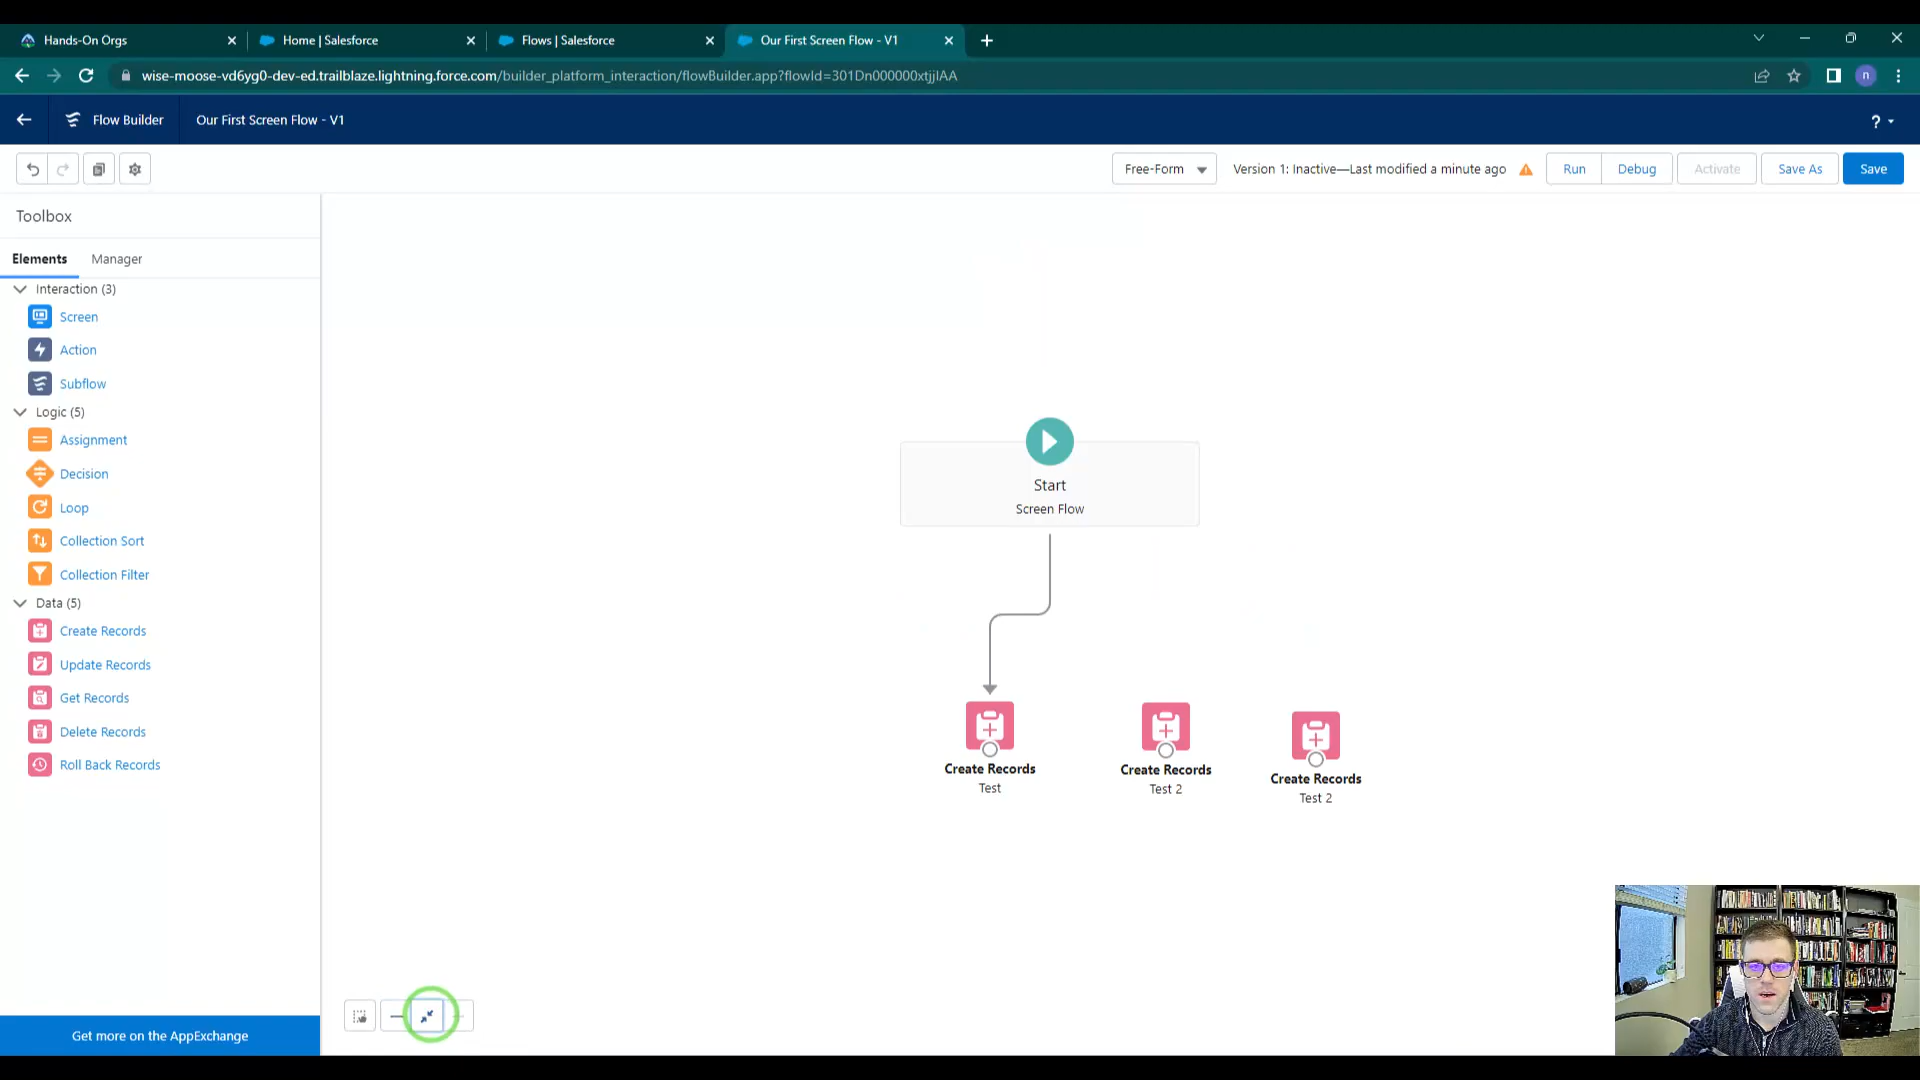 Hands-On Orgs
Home | Salesforce
Flows | Salesforce
Our First Screen Flow - V1
wise-moose-vd6yg0-dev-ed.trailblaze.lightning.force.com/builder_platform_interaction/flowBuilder.app?flowId=301Dn000000xtjjIAA
n
Flow Builder
Our First Screen Flow - V1
?
Free-Form
Version 1: Inactive—Last modified a minute ago
Run
Debug
Activate
Save As
Save
Toolbox
Elements
Manager
Interaction (3)
Screen
Action
Subflow
Logic (5)
Assignment
Decision
Loop
Collection Sort
Collection Filter
Data (5)
Create Records
Update Records
Get Records
Delete Records
Roll Back Records
Get more on the AppExchange
Start
Screen Flow
Create Records
Test
Create Records
Test 2
Create Records
Test 2